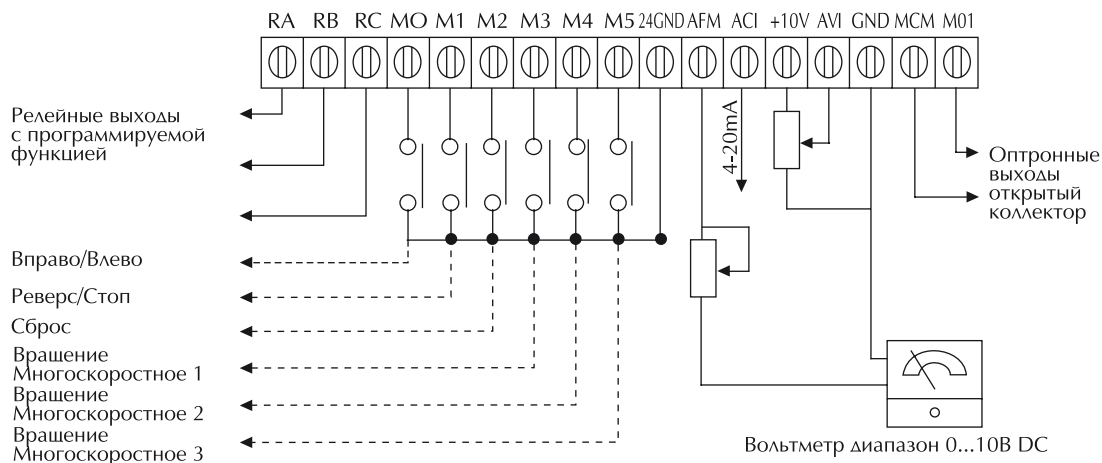 RA RB RC MO M1 M2 M3 M4 M5 24GND AFM ACI +10V AVI GND MCM M01
Релейные выходы
с программируемой
функцией
4-20mA
Оптронные
выходы
открытый
коллектор
Вправо/Влево
Реверс/Стоп
Сброс
Вращение
Многоскоростное 1
Вращение
Многоскоростное 2
Вращение
Многоскоростное 3
Вольтметр диапазон 0...10В DC